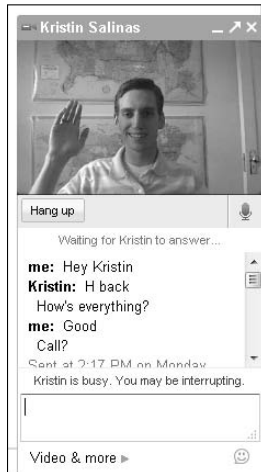 Kristin Salinas
Hang up
Waiting for Kristin to answer...
me: Hey Kristin
Kristin: H back
How's everything?
me: Good
Call?
Sent at 2:17 PM on Monday
Kristin is busy. You may be interrupting.
Video & more